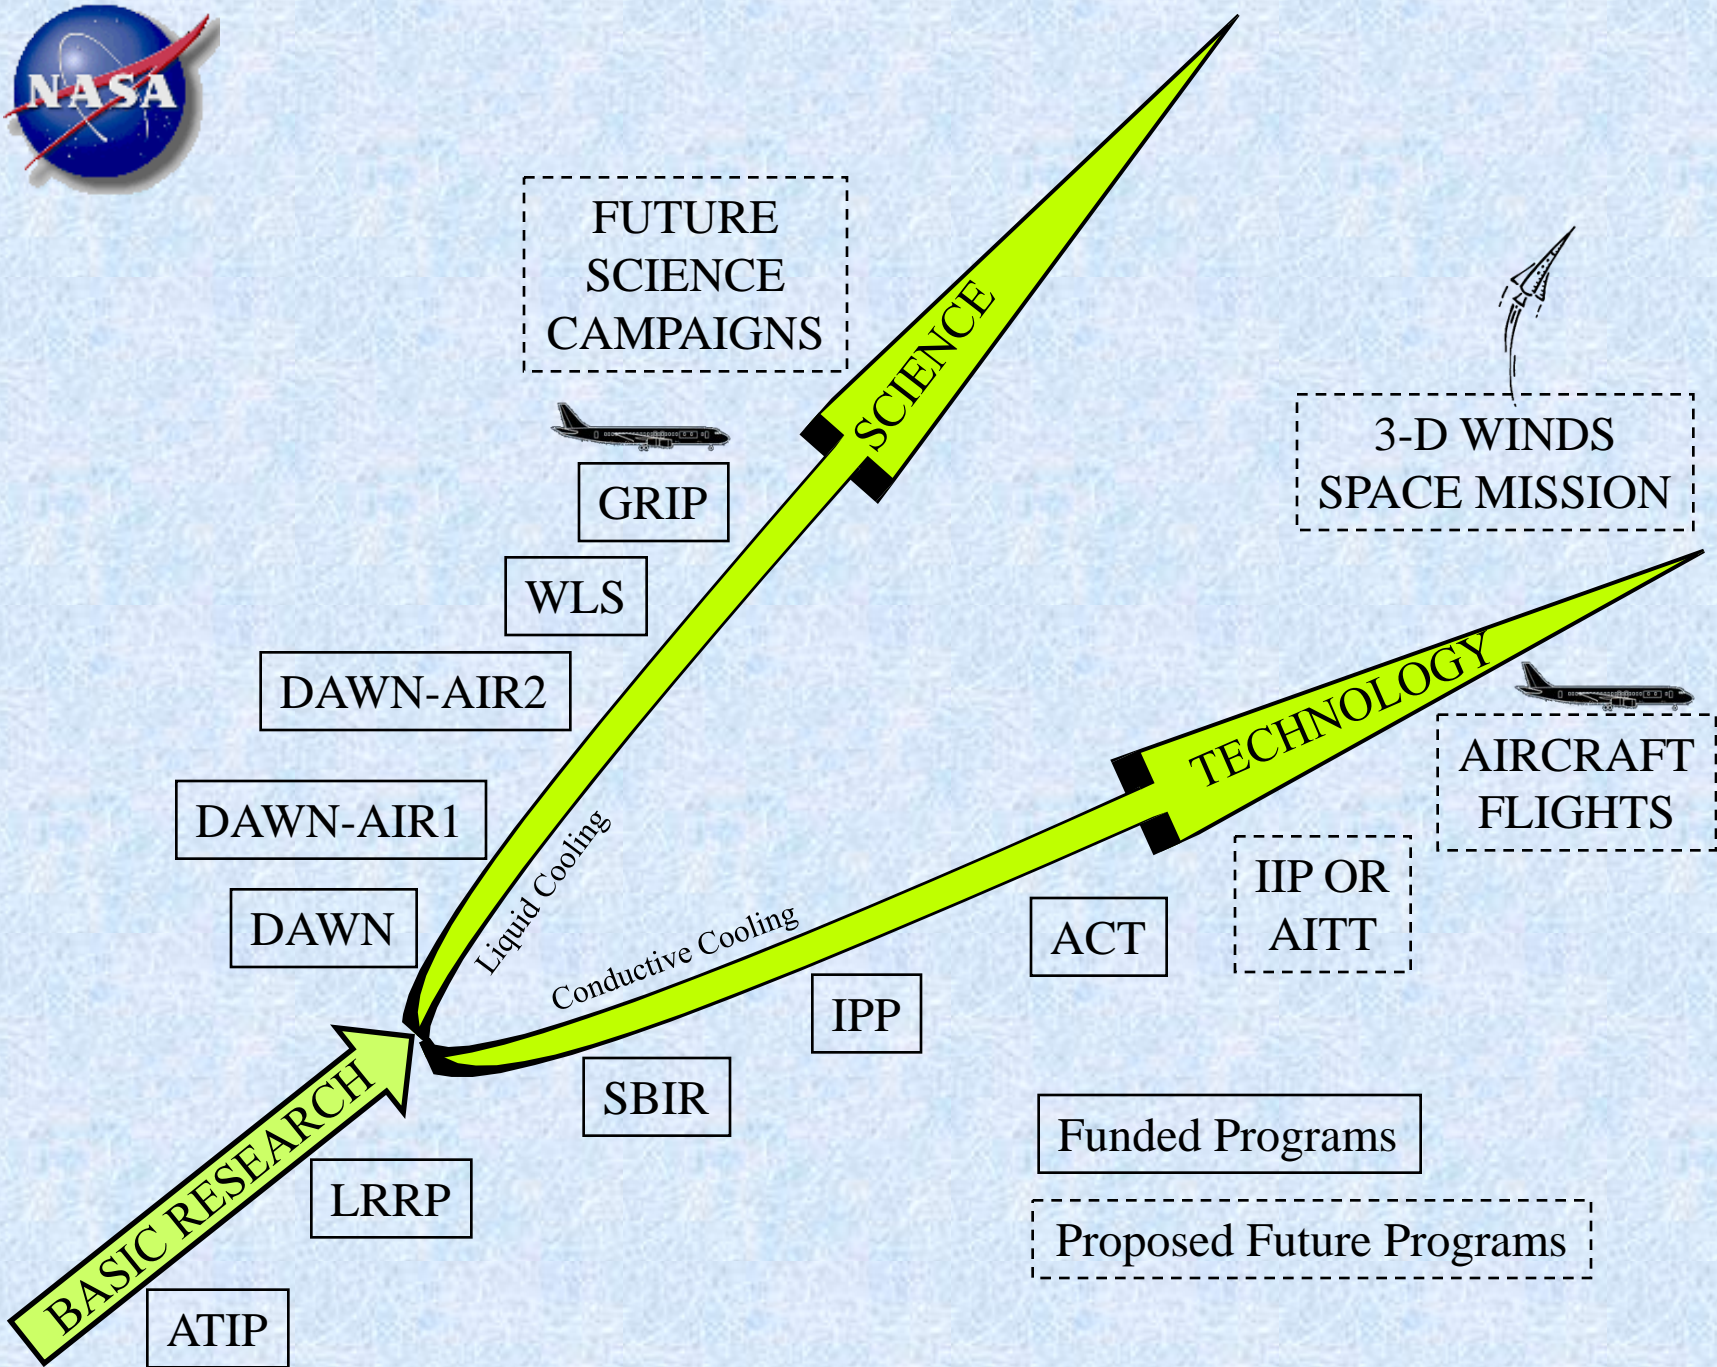 NASA
FUTURE
SCIENCE
CAMPAIGNS
SCIENCE
3-D WINDS
SPACE MISSION
GRIP
WLS
DAWN-AIR2
TECHNOLOGY
AIRCRAFT
FLIGHTS
DAWN-AIR1
Liquid Cooling
IIP OR
AITT
DAWN
Conductive Cooling
ACT
IPP
SBIR
BASIC RESEARCH
LRRP
ATIP
Funded Programs
Proposed Future Programs